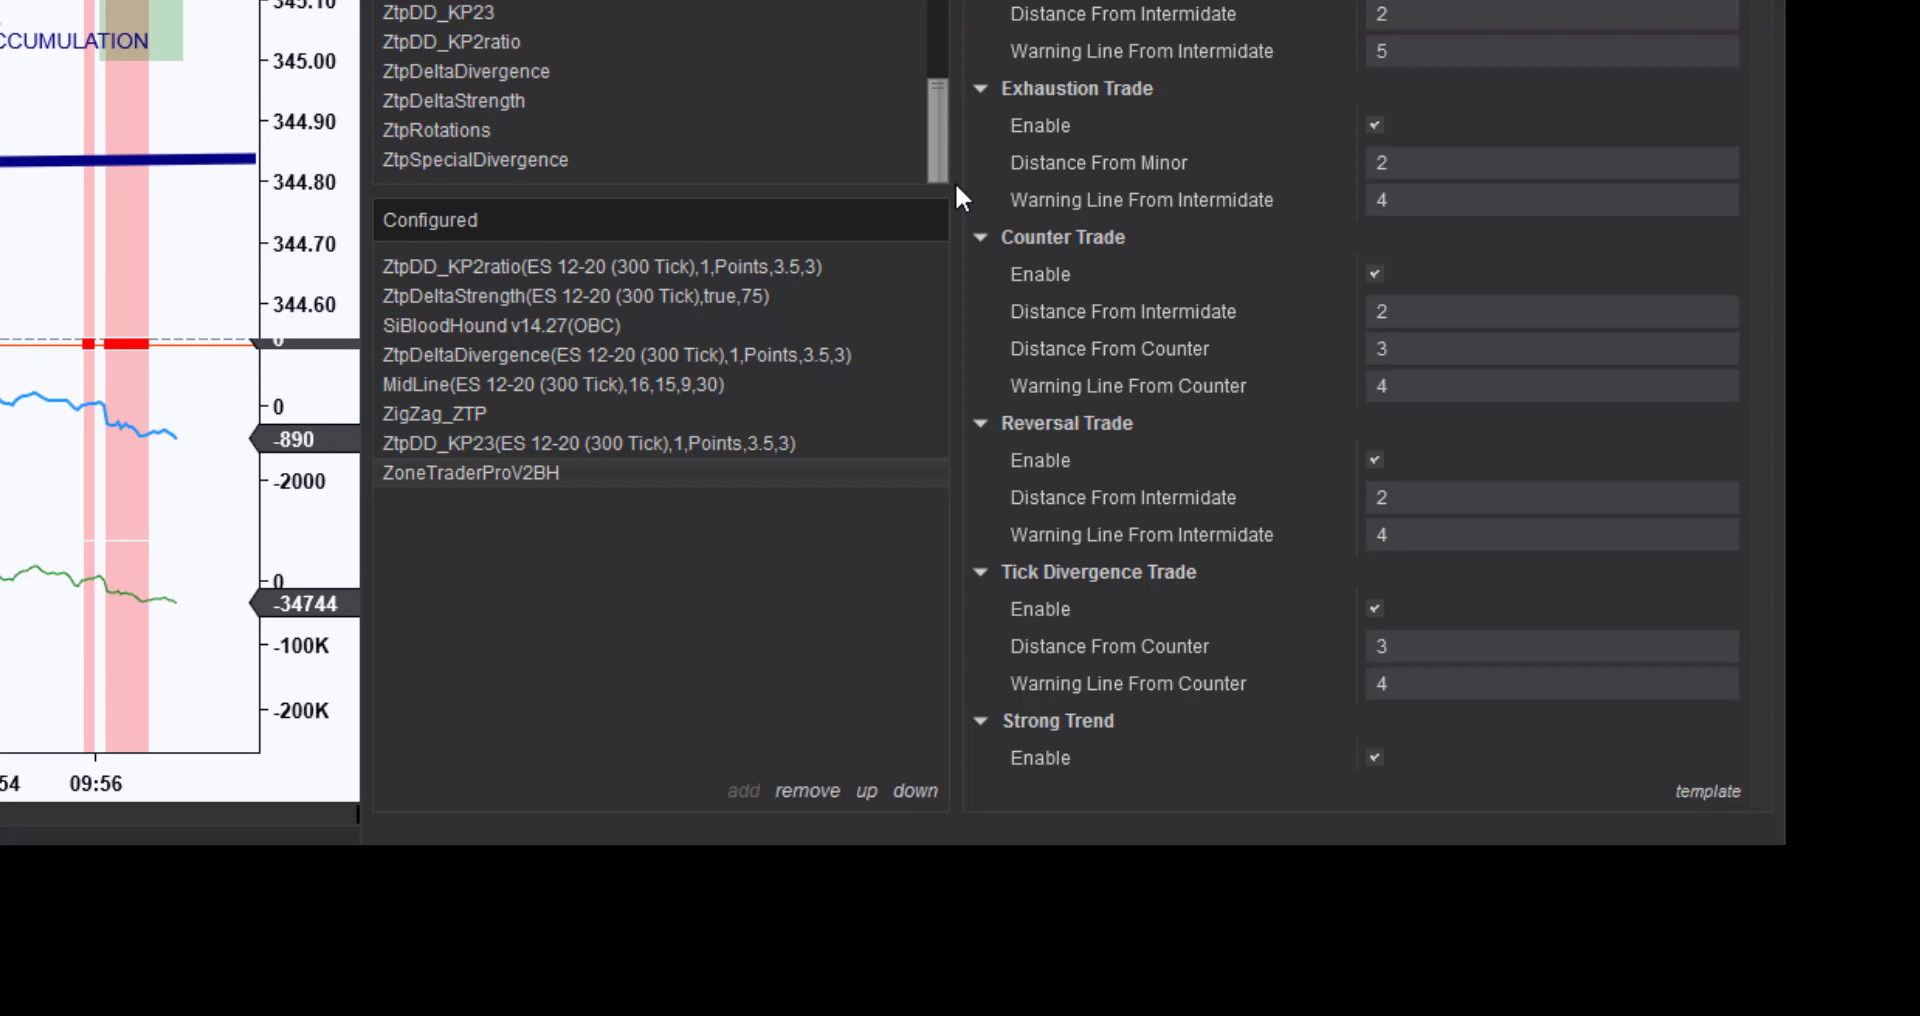 CCUMULATION
345.10
345.00
344.90
344.80
344.70
344.60
0
0
-890
-2000
0
-34744
-100K
-200K
54
09:56
ZtpDD_KP23
ZtpDD_KP2ratio
ZtpDeltaDivergence
ZtpDeltaStrength
ZtpRotations
ZtpSpecialDivergence
Configured
ZtpDD_KP2ratio(ES 12-20 (300 Tick),1,Points,3.5,3)
ZtpDeltaStrength(ES 12-20 (300 Tick),true,75)
SiBloodHound v14.27(OBC)
ZtpDeltaDivergence(ES 12-20 (300 Tick),1,Points,3.5,3)
MidLine(ES 12-20 (300 Tick),16,15,9,30)
ZigZag_ZTP
ZtpDD_KP23(ES 12-20 (300 Tick),1,Points,3.5,3)
ZoneTraderProV2BH
add remove up down
Distance From Intermidate 2
Warning Line From Intermidate 5
Exhaustion Trade
Enable
Distance From Minor 2
Warning Line From Intermidate 4
Counter Trade
Enable
Distance From Intermidate 2
Distance From Counter 3
Warning Line From Counter 4
Reversal Trade
Enable
Distance From Intermidate 2
Warning Line From Intermidate 4
Tick Divergence Trade
Enable
Distance From Counter 3
Warning Line From Counter 4
Strong Trend
Enable
template